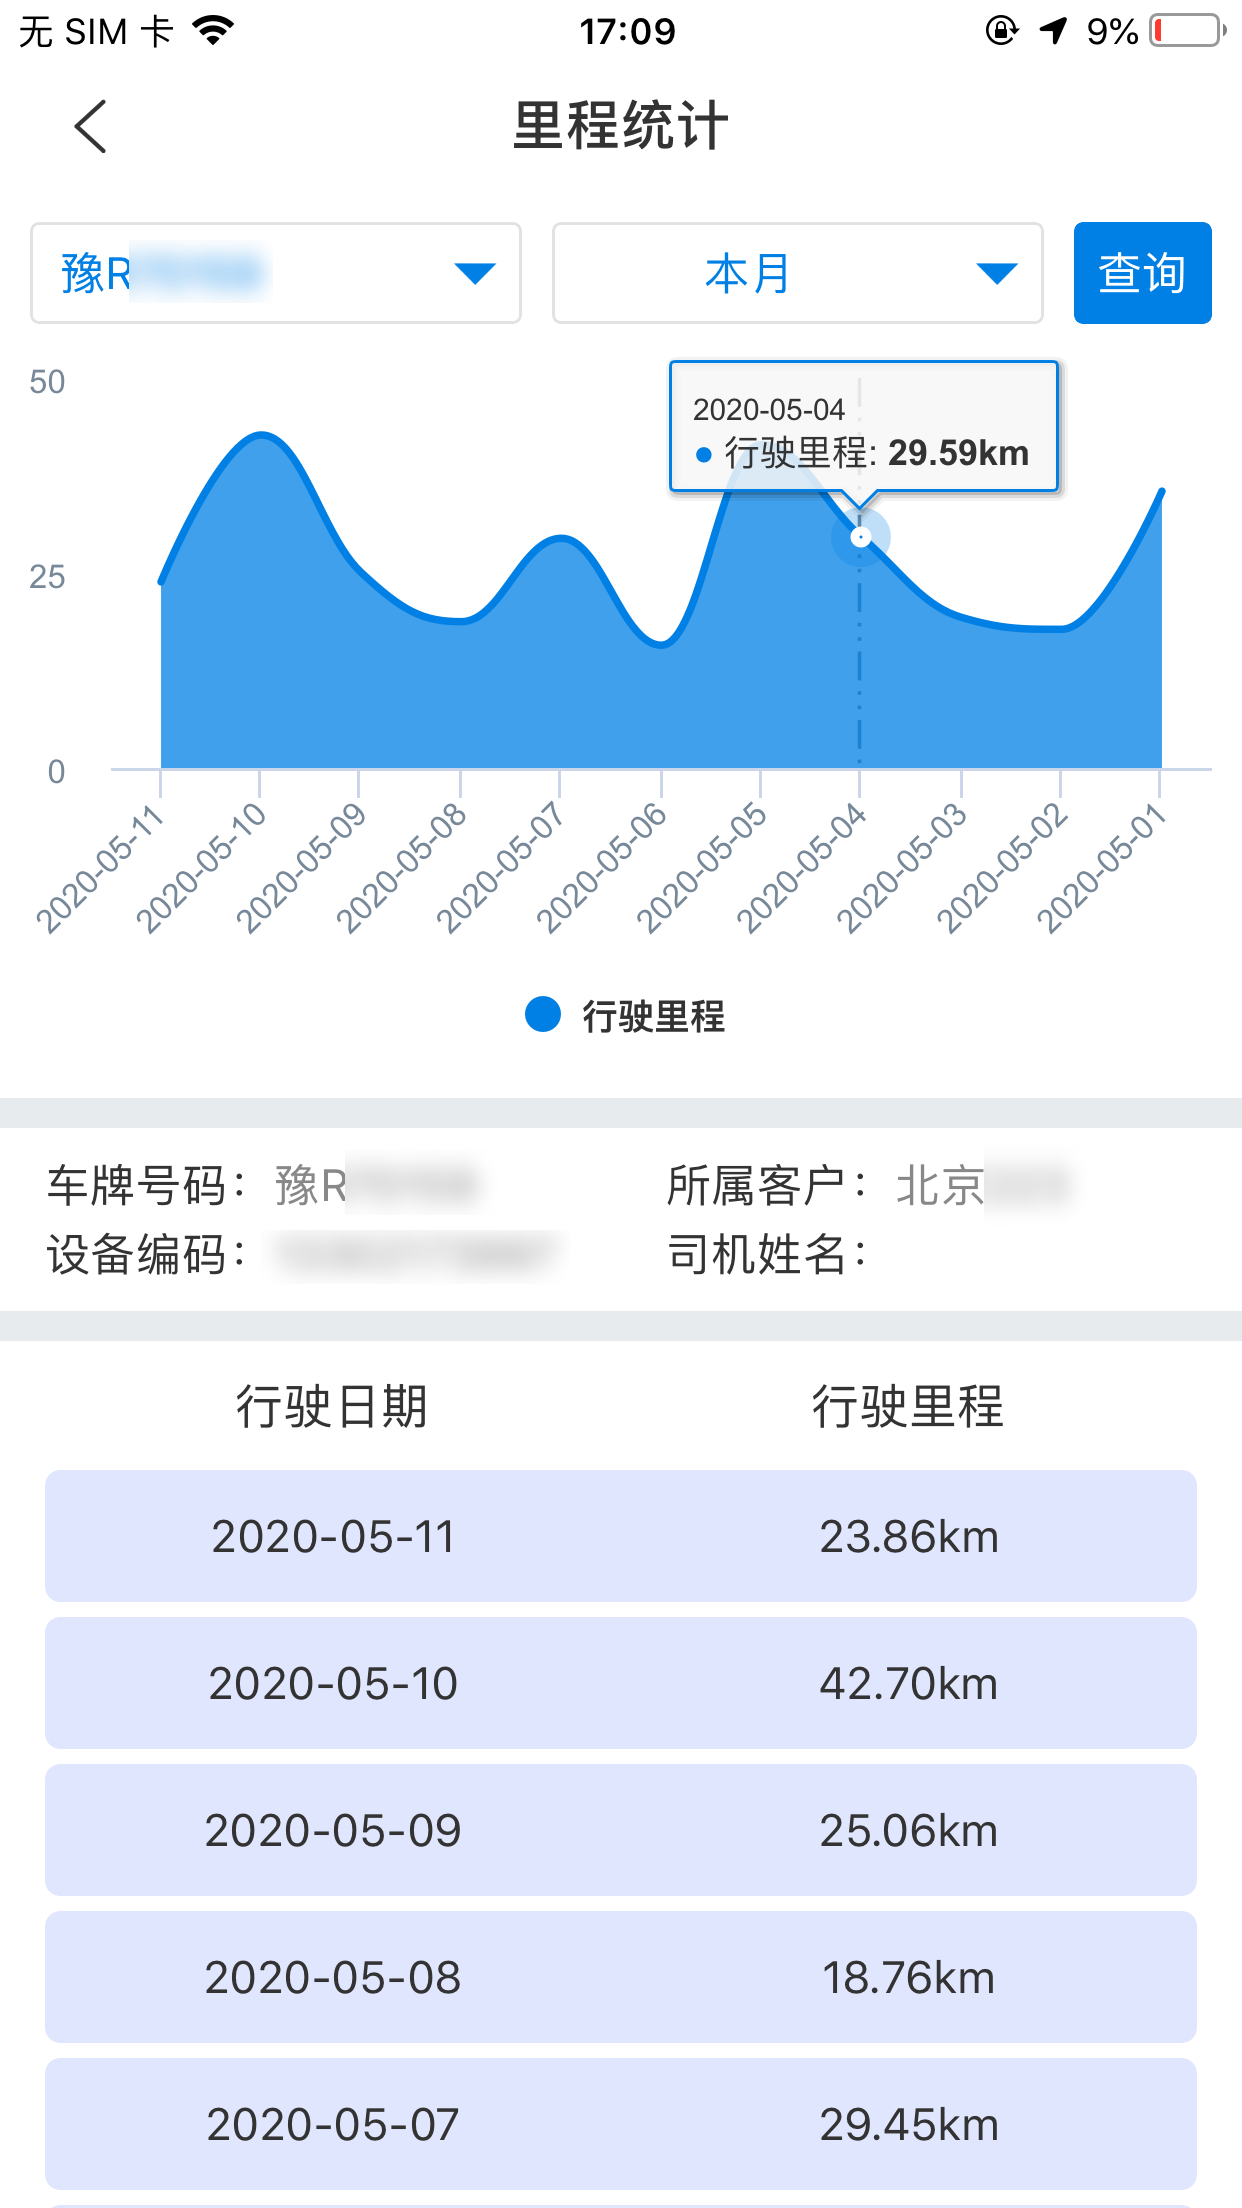 无 SIM 卡 17:09 9%
里程统计
豫R 本月 查询
50
25
0
2020-05-04
行驶里程: 29.59km
2020-05-11 2020-05-10 2020-05-09 2020-05-08 2020-05-07 2020-05-06 2020-05-05 2020-05-04 2020-05-03 2020-05-02 2020-05-01
行驶里程
车牌号码： 豫R 所属客户： 北京
设备编码： 司机姓名：
行驶日期 行驶里程
2020-05-11 23.86km
2020-05-10 42.70km
2020-05-09 25.06km
2020-05-08 18.76km
2020-05-07 29.45km